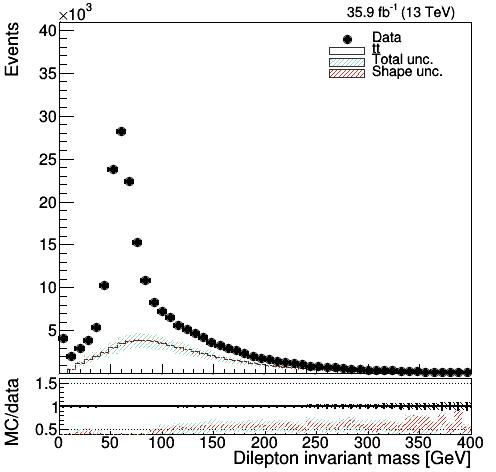 ×10³
35.9 fb⁻¹ (13 TeV)
Events
40
35
30
25
20
15
10
5
Data
tt̅
Total unc.
Shape unc.
MC/data
1.5
1
0.5
0 50 100 150 200 250 300 350 400
Dilepton invariant mass [GeV]